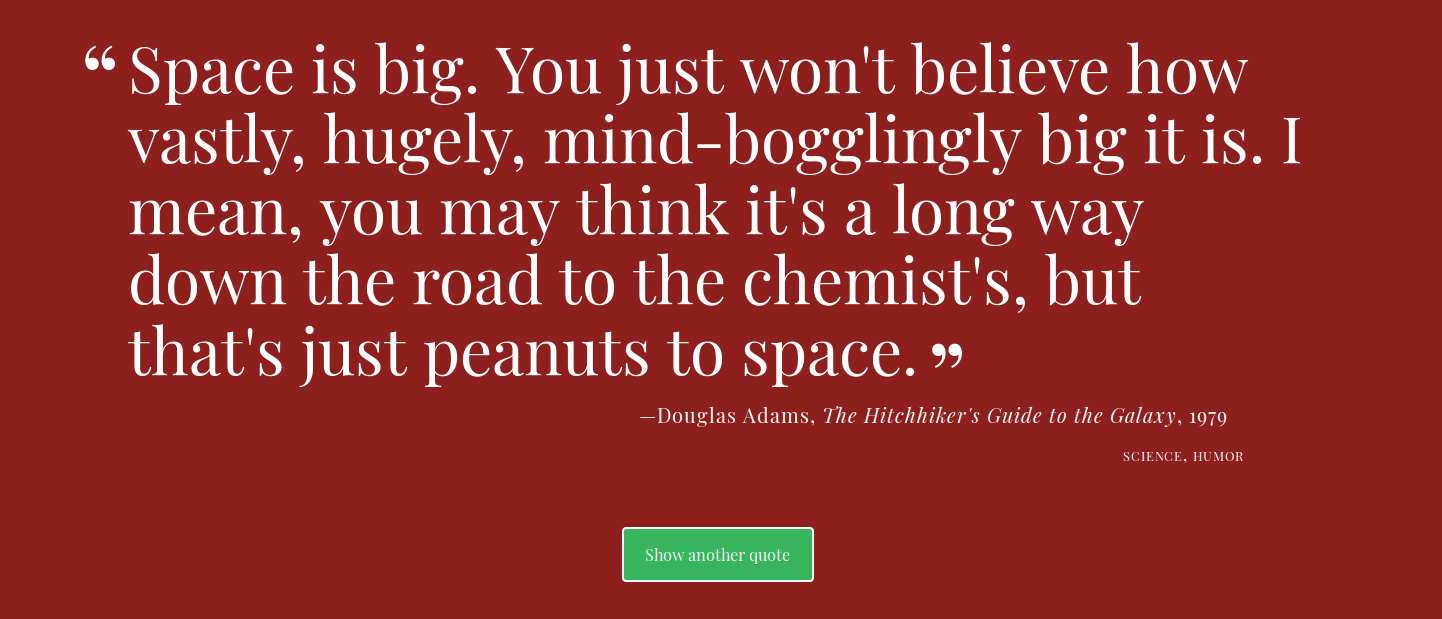 “ Space is big. You just won't believe how
vastly, hugely, mind-bogglingly big it is. I
mean, you may think it's a long way
down the road to the chemist's, but
that's just peanuts to space. ”
—Douglas Adams, The Hitchhiker's Guide to the Galaxy, 1979
SCIENCE, HUMOR
Show another quote